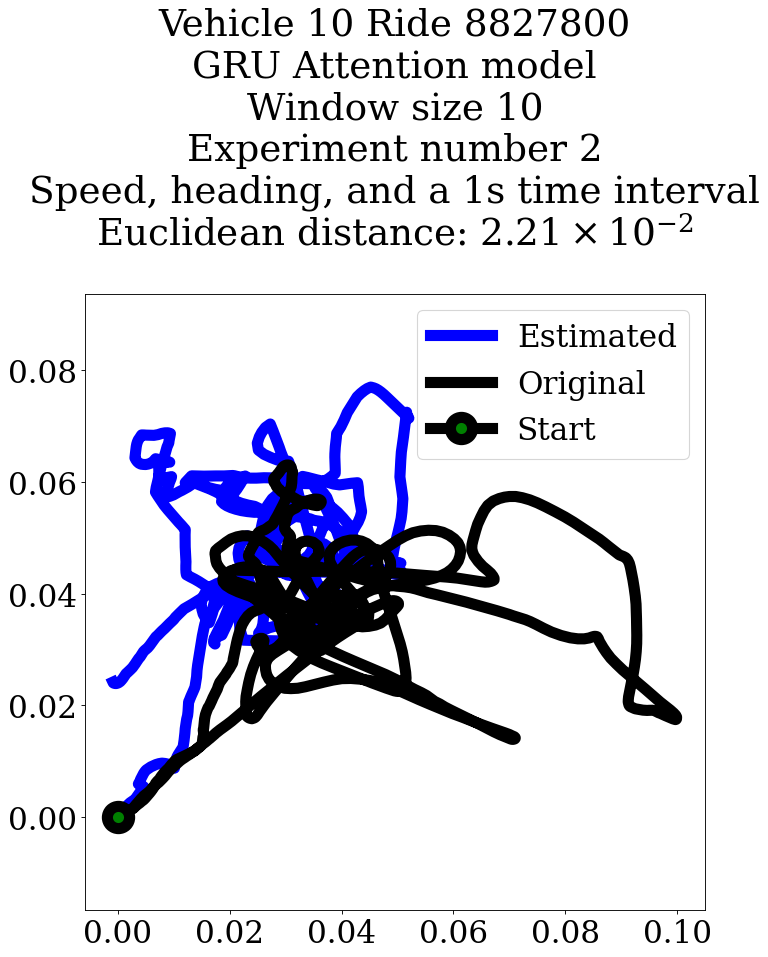 Vehicle 10 Ride 8827800
GRU Attention model
Window size 10
Experiment number 2
Speed, heading, and a 1s time interval
Euclidean distance: 2.21 × 10⁻²
Estimated
Original
Start
0.08
0.06
0.04
0.02
0.00
0.00 0.02 0.04 0.06 0.08 0.10